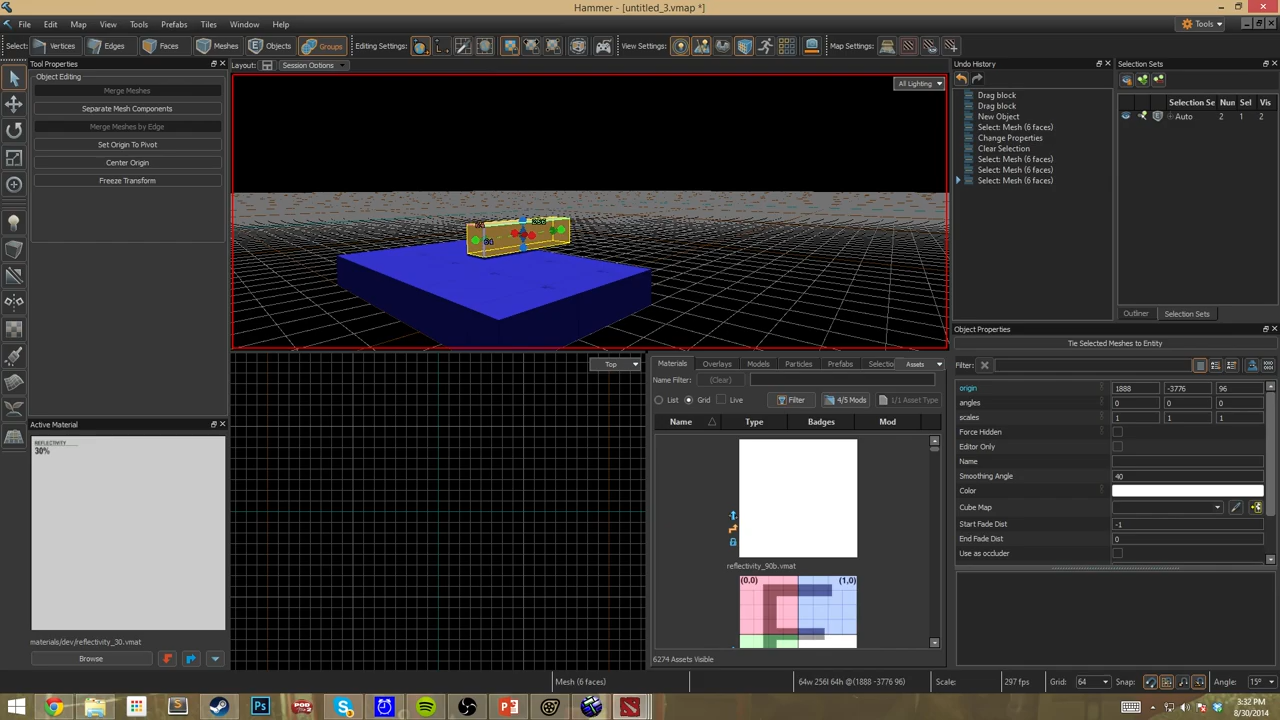 Hammer - [untitled_3.vmap *]
File Edit Map View Tools Prefabs Tiles Window Help
Tools
Select: Vertices Edges Faces Meshes Objects Groups Editing Settings: View Settings: Map Settings:
Tool Properties
Object Editing
Merge Meshes
Separate Mesh Components
Merge Meshes by Edge
Set Origin To Pivot
Center Origin
Freeze Transform
Active Material
REFLECTIVITY
30%
materials/dev/reflectivity_30.vmat
Browse
Layout: Session Options
All Lighting
Top
Materials Overlays Models Particles Prefabs Selectio Assets
Name Filter: (Clear)
List Grid Live Filter 4/5 Mods 1/1 Asset Type
Name Type Badges Mod
reflectivity_90b.vmat
(0,0) (1,0)
6274 Assets Visible
Undo History
Drag block
Drag block
New Object
Select: Mesh (6 faces)
Change Properties
Clear Selection
Select: Mesh (6 faces)
Select: Mesh (6 faces)
Select: Mesh (6 faces)
Selection Sets
Selection Se Nun Sel Vis
Auto 2 1 2
Outliner Selection Sets
Object Properties
Tie Selected Meshes to Entity
Filter:
origin 1888 -3776 96
angles 0 0 0
scales 1 1 1
Force Hidden
Editor Only
Name
Smoothing Angle 40
Color
Cube Map
Start Fade Dist -1
End Fade Dist 0
Use as occluder
Mesh (6 faces) 64w 256l 64h @(1888 -3776 96) Scale: 297 fps Grid: 64 Snap: Angle: 15°
Ps
3:32 PM
8/30/2014